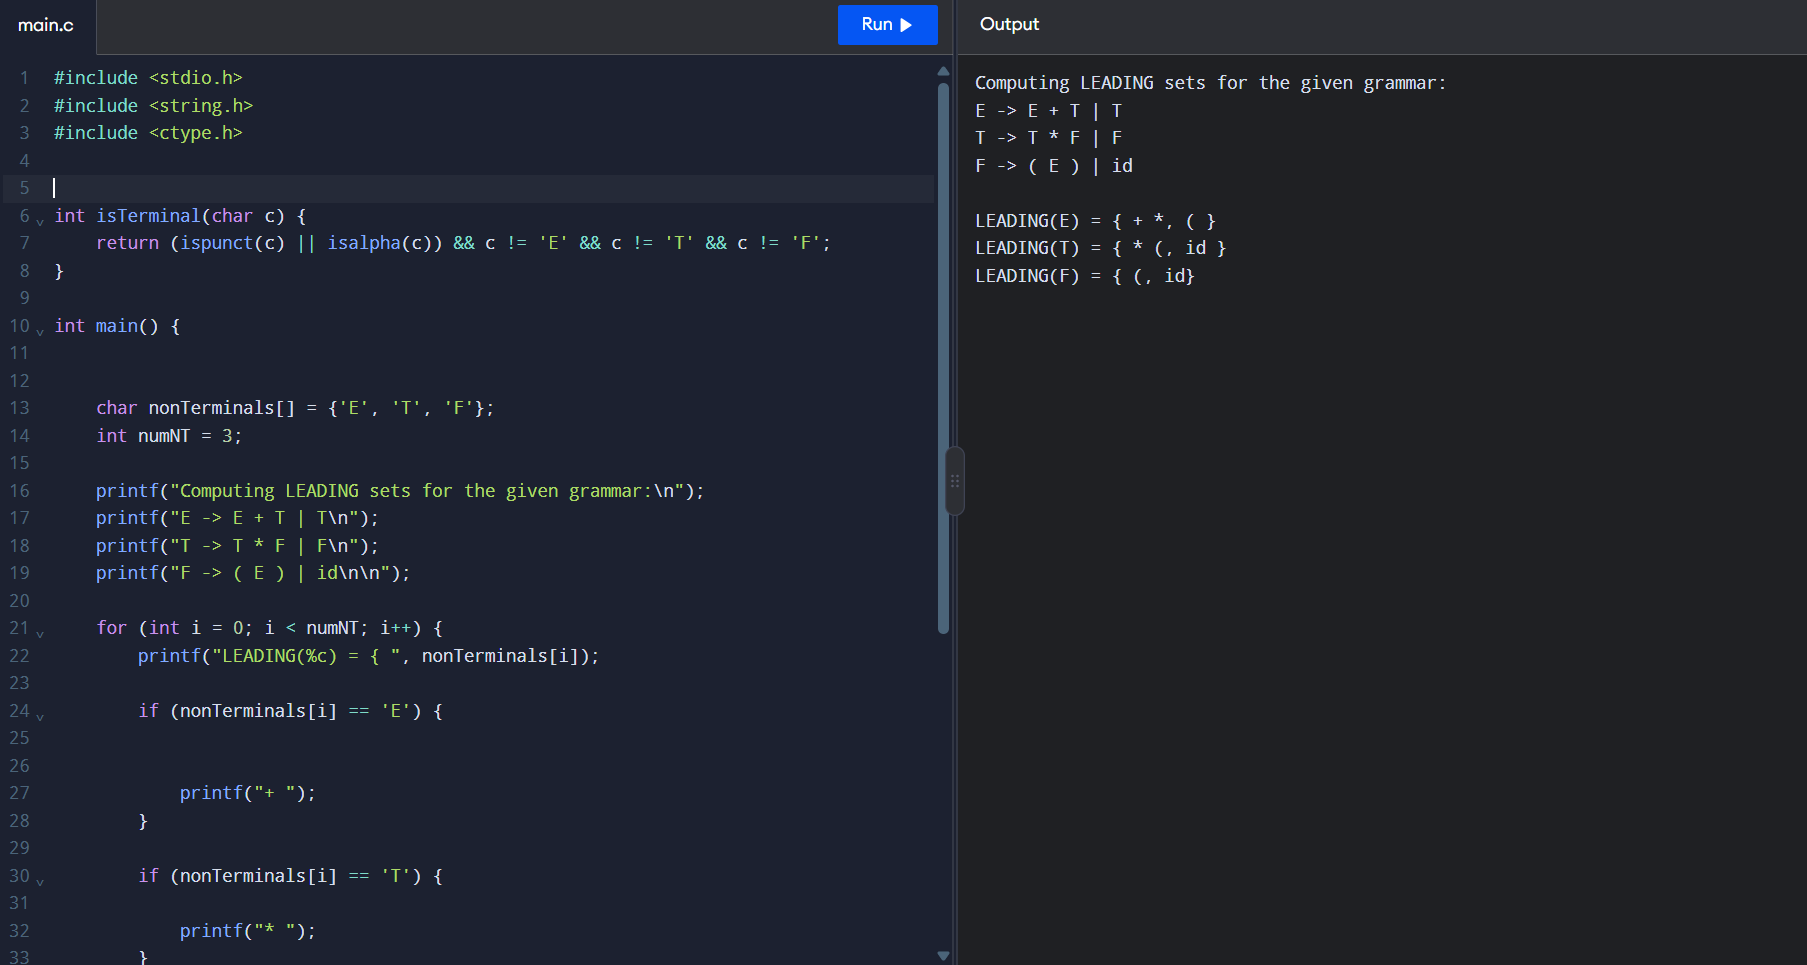 main.c
Run
1 #include <stdio.h>
2 #include <string.h>
3 #include <ctype.h>
4
5
6 int isTerminal(char c) {
7     return (ispunct(c) || isalpha(c)) && c != 'E' && c != 'T' && c != 'F';
8 }
9
10 int main() {
11
12
13     char nonTerminals[] = {'E', 'T', 'F'};
14     int numNT = 3;
15
16     printf("Computing LEADING sets for the given grammar:\n");
17     printf("E -> E + T | T\n");
18     printf("T -> T * F | F\n");
19     printf("F -> ( E ) | id\n\n");
20
21     for (int i = 0; i < numNT; i++) {
22         printf("LEADING(%c) = { ", nonTerminals[i]);
23
24         if (nonTerminals[i] == 'E') {
25
26
27             printf("+ ");
28         }
29
30         if (nonTerminals[i] == 'T') {
31
32             printf("* ");
33         }
Output
Computing LEADING sets for the given grammar:
E -> E + T | T
T -> T * F | F
F -> ( E ) | id
LEADING(E) = { + *, ( }
LEADING(T) = { * (, id }
LEADING(F) = { (, id}